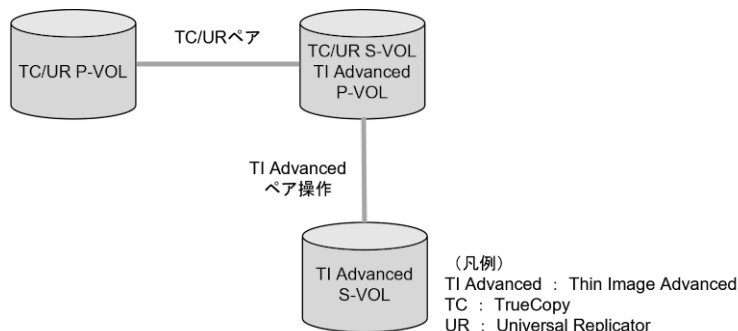 TC/URペア
TC/UR P-VOL
TC/UR S-VOL
TI Advanced
P-VOL
TI Advanced
ペア操作
TI Advanced
S-VOL
（凡例）
TI Advanced ： Thin Image Advanced
TC ： TrueCopy
UR ： Universal Replicator